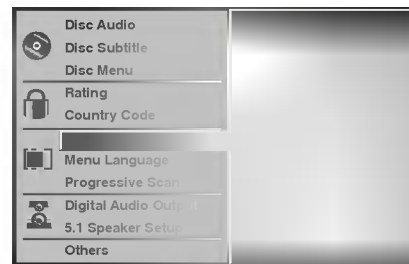 Disc Audio
Disc Subtitle
Disc Menu
Rating
Country Code
Menu Language
Progressive Scan
Digital Audio Output
5.1 Speaker Setup
Others